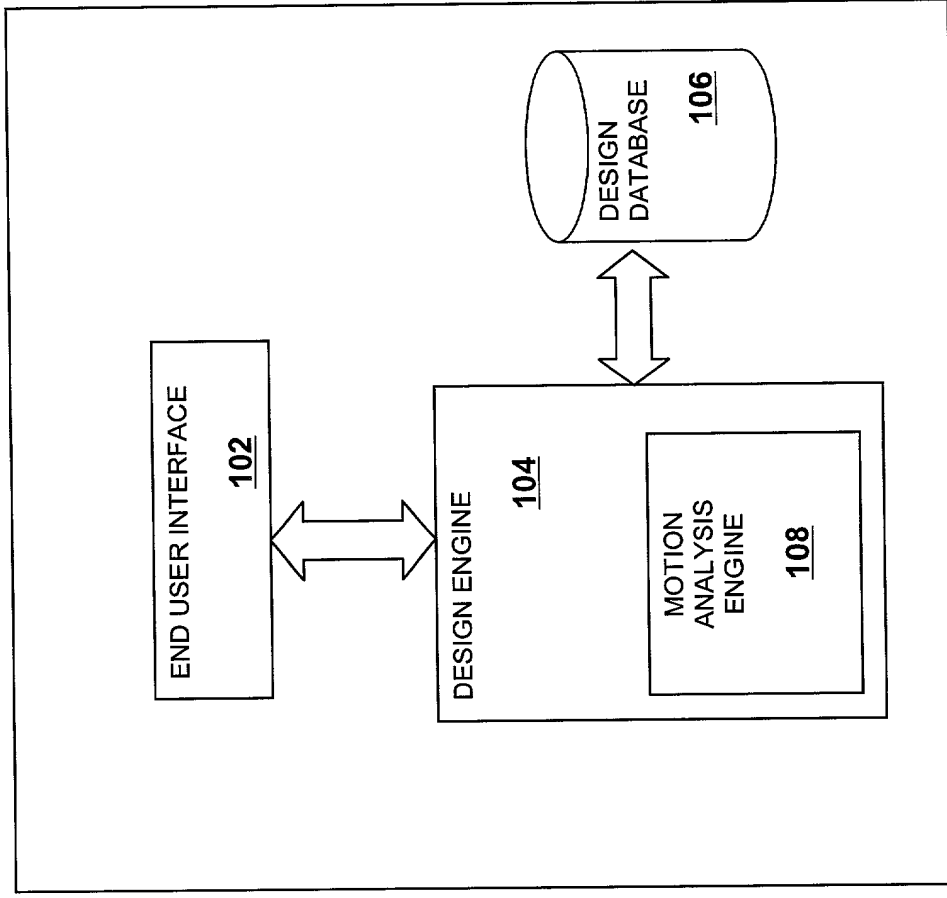 END USER INTERFACE
102
DESIGN ENGINE
104
MOTION
ANALYSIS
ENGINE
108
DESIGN
DATABASE
106